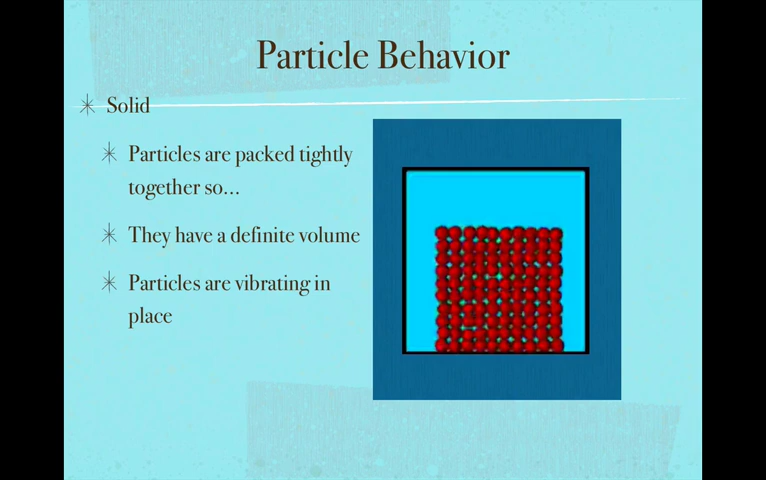 Particle Behavior
Solid
Particles are packed tightly
together so...
They have a definite volume
Particles are vibrating in
place